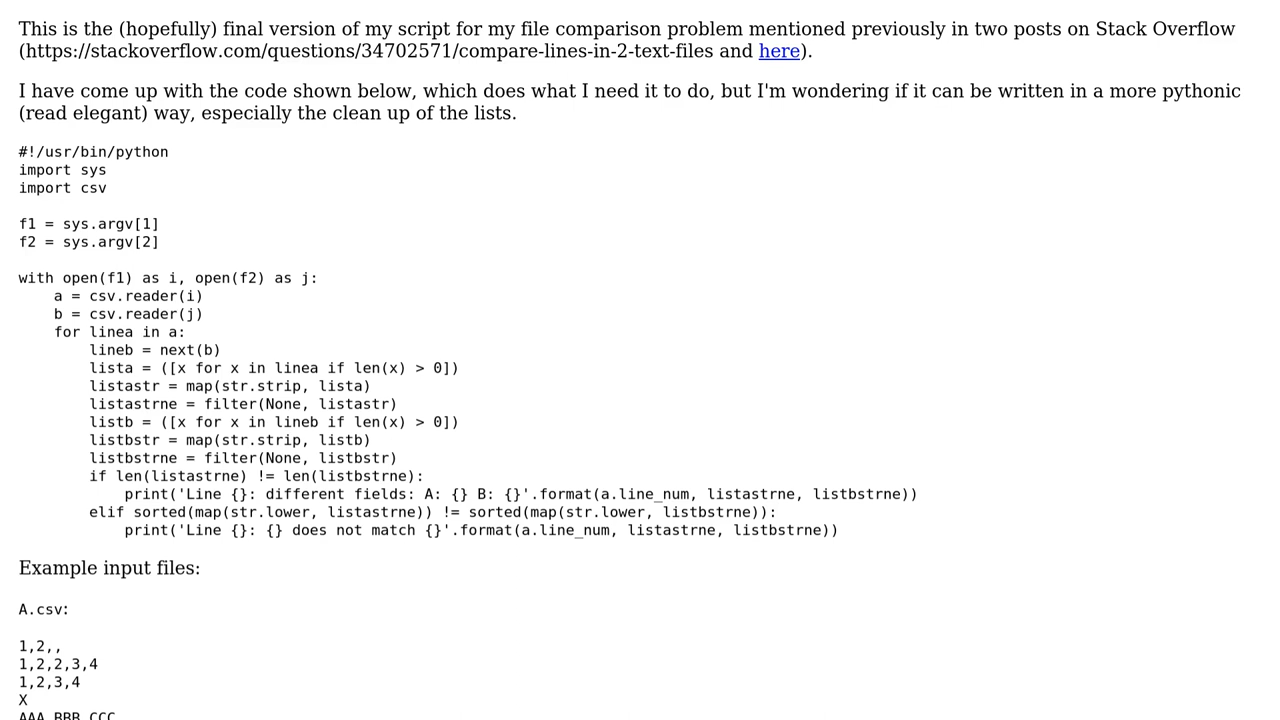 This is the (hopefully) final version of my script for my file comparison problem mentioned previously in two posts on Stack Overflow
(https://stackoverflow.com/questions/34702571/compare-lines-in-2-text-files and here).
I have come up with the code shown below, which does what I need it to do, but I'm wondering if it can be written in a more pythonic
(read elegant) way, especially the clean up of the lists.
#!/usr/bin/python
import sys
import csv
f1 = sys.argv[1]
f2 = sys.argv[2]
with open(f1) as i, open(f2) as j:
    a = csv.reader(i)
    b = csv.reader(j)
    for linea in a:
        lineb = next(b)
        lista = ([x for x in linea if len(x) > 0])
        listastr = map(str.strip, lista)
        listastrne = filter(None, listastr)
        listb = ([x for x in lineb if len(x) > 0])
        listbstr = map(str.strip, listb)
        listbstrne = filter(None, listbstr)
        if len(listastrne) != len(listbstrne):
            print('Line {}: different fields: A: {} B: {}'.format(a.line_num, listastrne, listbstrne))
        elif sorted(map(str.lower, listastrne)) != sorted(map(str.lower, listbstrne)):
            print('Line {}: {} does not match {}'.format(a.line_num, listastrne, listbstrne))
Example input files:
A.csv:
1,2,,
1,2,2,3,4
1,2,3,4
X
AAA,BBB,CCC